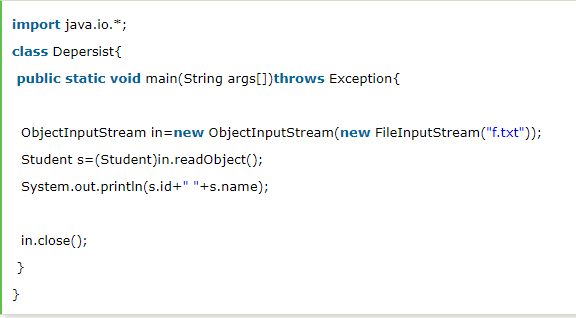 import java.io.*;
class Depersist{
public static void main(String args[])throws Exception{
ObjectInputStream in=new ObjectInputStream(new FileInputStream("f.txt"));
Student s=(Student)in.readObject();
System.out.println(s.id+" "+s.name);
in.close();
}
}